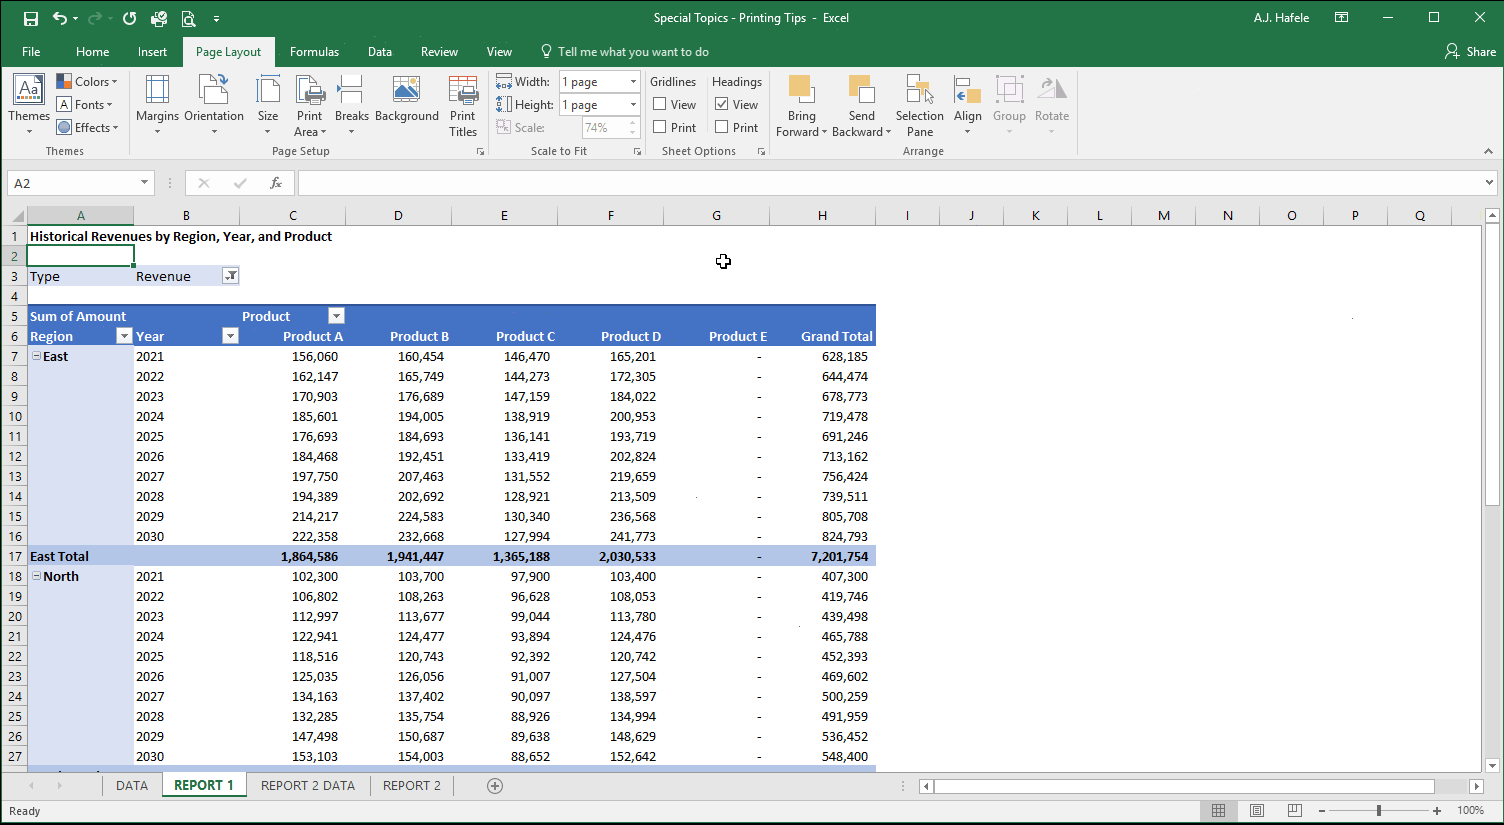 Special Topics - Printing Tips - Excel
A.J. Hafele
File Home Insert Page Layout Formulas Data Review View Tell me what you want to do Share
Themes Colors Fonts Effects Margins Orientation Size Print Area Breaks Background Print Titles
Width: 1 page Height: 1 page Scale: 74%
Gridlines View Print Headings View Print
Bring Forward Send Backward Selection Pane Align Group Rotate
Themes Page Setup Scale to Fit Sheet Options Arrange
A2 fx
A B C D E F G H I J K L M N O P Q
1 Historical Revenues by Region, Year, and Product
2
3 Type Revenue
4
5 Sum of Amount Product
6 Region Year Product A Product B Product C Product D Product E Grand Total
7 East 2021 156,060 160,454 146,470 165,201 - 628,185
8 2022 162,147 165,749 144,273 172,305 - 644,474
9 2023 170,903 176,689 147,159 184,022 - 678,773
10 2024 185,601 194,005 138,919 200,953 - 719,478
11 2025 176,693 184,693 136,141 193,719 - 691,246
12 2026 184,468 192,451 133,419 202,824 - 713,162
13 2027 197,750 207,463 131,552 219,659 - 756,424
14 2028 194,389 202,692 128,921 213,509 - 739,511
15 2029 214,217 224,583 130,340 236,568 - 805,708
16 2030 222,358 232,668 127,994 241,773 - 824,793
17 East Total 1,864,586 1,941,447 1,365,188 2,030,533 - 7,201,754
18 North 2021 102,300 103,700 97,900 103,400 - 407,300
19 2022 106,802 108,263 96,628 108,053 - 419,746
20 2023 112,997 113,677 99,044 113,780 - 439,498
21 2024 122,941 124,477 93,894 124,476 - 465,788
22 2025 118,516 120,743 92,392 120,742 - 452,393
23 2026 125,035 126,056 91,007 127,504 - 469,602
24 2027 134,163 137,402 90,097 138,597 - 500,259
25 2028 132,285 135,754 88,926 134,994 - 491,959
26 2029 147,498 150,687 89,638 148,629 - 536,452
27 2030 153,103 154,003 88,652 152,642 - 548,400
DATA REPORT 1 REPORT 2 DATA REPORT 2
Ready 100%